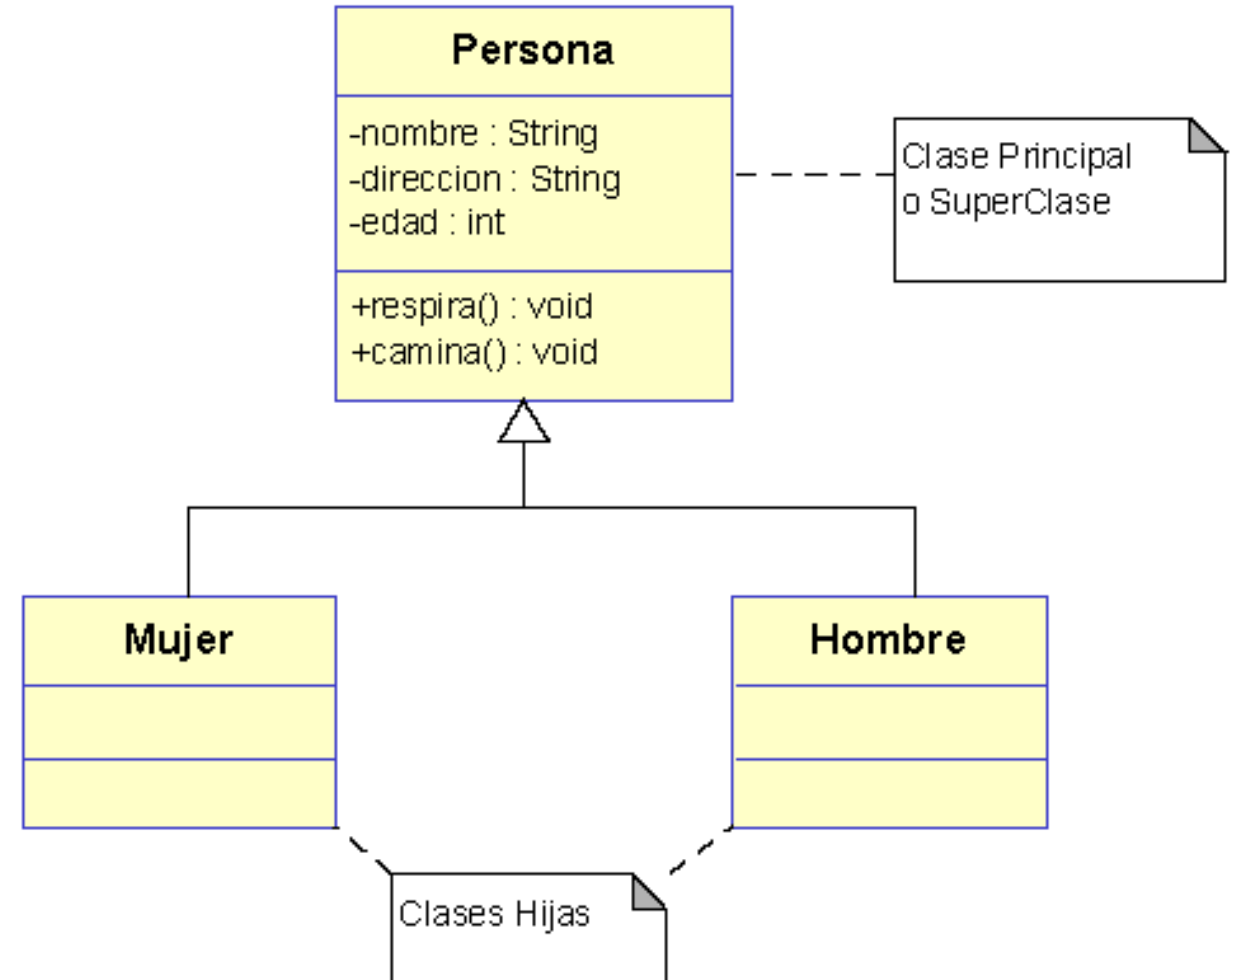 Persona
-nombre : String
-direccion : String
-edad : int
+respira() : void
+camina() : void
Clase Principal
o SuperClase
Mujer
Hombre
Clases Hijas